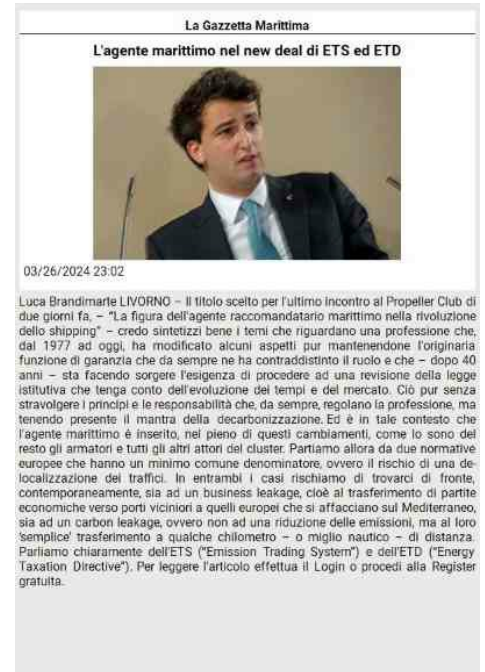 La Gazzetta Marittima
L'agente marittimo nel new deal di ETS ed ETD
03/26/2024 23:02
Luca Brandimarte LIVORNO – Il titolo scelto per l'ultimo incontro al Propeller Club di
due giorni fa, – "La figura dell'agente raccomandatario marittimo nella rivoluzione
dello shipping" – credo sintetizzi bene i temi che riguardano una professione che,
dal 1977 ad oggi, ha modificato alcuni aspetti pur mantenendone l'originaria
funzione di garanzia che da sempre ne ha contraddistinto il ruolo e che – dopo 40
anni – sta facendo sorgere l'esigenza di procedere ad una revisione della legge
istitutiva che tenga conto dell'evoluzione dei tempi e del mercato. Ciò pur senza
stravolgere i principi e le responsabilità che, da sempre, regolano la professione, ma
tenendo presente il mantra della decarbonizzazione. Ed è in tale contesto che
l'agente marittimo è inserito, nel pieno di questi cambiamenti, come lo sono del
resto gli armatori e tutti gli altri attori del cluster. Partiamo allora da due normative
europee che hanno un minimo comune denominatore, ovvero il rischio di una de-
localizzazione dei traffici. In entrambi i casi rischiamo di trovarci di fronte,
contemporaneamente, sia ad un business leakage, cioè al trasferimento di partite
economiche verso porti viciniori a quelli europei che si affacciano sul Mediterraneo,
sia ad un carbon leakage, ovvero non ad una riduzione delle emissioni, ma al loro
'semplice' trasferimento a qualche chilometro – o miglio nautico – di distanza.
Parliamo chiaramente dell'ETS ("Emission Trading System") e dell'ETD ("Energy
Taxation Directive"). Per leggere l'articolo effettua il Login o procedi alla Register
gratuita.